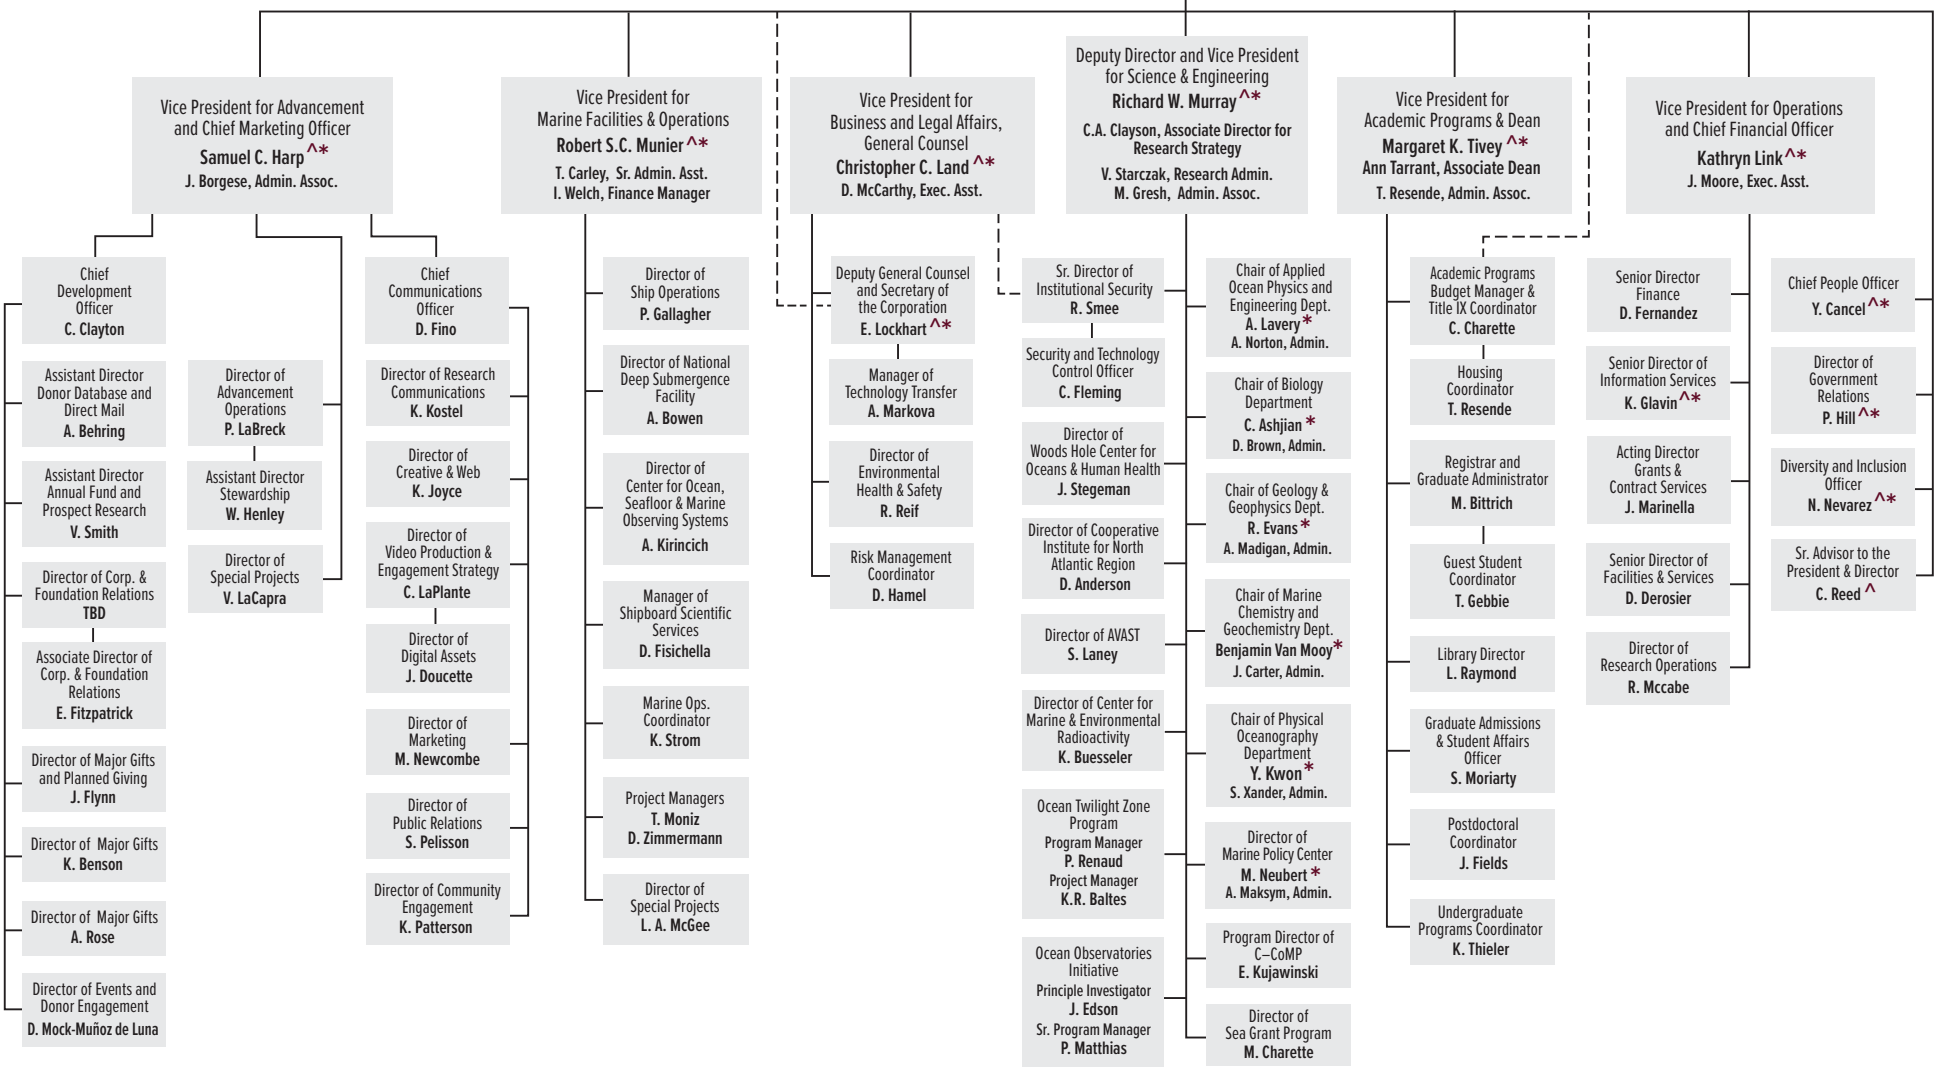 Vice President for Advancement
and Chief Marketing Officer
Samuel C. Harp ^*
J. Borgese, Admin. Assoc.
Chief
Development
Officer
C. Clayton
Assistant Director
Donor Database and
Direct Mail
A. Behring
Assistant Director
Annual Fund and
Prospect Research
V. Smith
Director of Corp. &
Foundation Relations
TBD
Associate Director of
Corp. & Foundation
Relations
E. Fitzpatrick
Director of Major Gifts
and Planned Giving
J. Flynn
Director of Major Gifts
K. Benson
Director of Major Gifts
A. Rose
Director of Events and
Donor Engagement
D. Mock-Muñoz de Luna
Director of
Advancement
Operations
P. LaBreck
Assistant Director
Stewardship
W. Henley
Director of
Special Projects
V. LaCapra
Chief
Communications
Officer
D. Fino
Director of Research
Communications
K. Kostel
Director of
Creative & Web
K. Joyce
Director of
Video Production &
Engagement Strategy
C. LaPlante
Director of
Digital Assets
J. Doucette
Director of
Marketing
M. Newcombe
Director of
Public Relations
S. Pelisson
Director of Community
Engagement
K. Patterson
Vice President for
Marine Facilities & Operations
Robert S.C. Munier ^*
T. Carley, Sr. Admin. Asst.
I. Welch, Finance Manager
Director of
Ship Operations
P. Gallagher
Director of National
Deep Submergence
Facility
A. Bowen
Director of
Center for Ocean,
Seafloor & Marine
Observing Systems
A. Kirincich
Manager of
Shipboard Scientific
Services
D. Fisichella
Marine Ops.
Coordinator
K. Strom
Project Managers
T. Moniz
D. Zimmermann
Director of
Special Projects
L. A. McGee
Vice President for
Business and Legal Affairs,
General Counsel
Christopher C. Land ^*
D. McCarthy, Exec. Asst.
Deputy General Counsel
and Secretary of
the Corporation
E. Lockhart ^*
Manager of
Technology Transfer
A. Markova
Director of
Environmental
Health & Safety
R. Reif
Risk Management
Coordinator
D. Hamel
Deputy Director and Vice President
for Science & Engineering
Richard W. Murray ^*
C.A. Clayson, Associate Director for
Research Strategy
V. Starczak, Research Admin.
M. Gresh, Admin. Assoc.
Sr. Director of
Institutional Security
R. Smee
Security and Technology
Control Officer
C. Fleming
Director of
Woods Hole Center for
Oceans & Human Health
J. Stegeman
Director of Cooperative
Institute for North
Atlantic Region
D. Anderson
Director of AVAST
S. Laney
Director of Center for
Marine & Environmental
Radioactivity
K. Buesseler
Ocean Twilight Zone
Program
Program Manager
P. Renaud
Project Manager
K.R. Baltes
Ocean Observatories
Initiative
Principle Investigator
J. Edson
Sr. Program Manager
P. Matthias
Chair of Applied
Ocean Physics and
Engineering Dept.
A. Lavery *
A. Norton, Admin.
Chair of Biology
Department
C. Ashjian *
D. Brown, Admin.
Chair of Geology &
Geophysics Dept.
R. Evans *
A. Madigan, Admin.
Chair of Marine
Chemistry and
Geochemistry Dept.
Benjamin Van Mooy *
J. Carter, Admin.
Chair of Physical
Oceanography
Department
Y. Kwon *
S. Xander, Admin.
Director of
Marine Policy Center
M. Neubert *
A. Maksym, Admin.
Program Director of
C–CoMP
E. Kujawinski
Director of
Sea Grant Program
M. Charette
Vice President for
Academic Programs & Dean
Margaret K. Tivey ^*
Ann Tarrant, Associate Dean
T. Resende, Admin. Assoc.
Academic Programs
Budget Manager &
Title IX Coordinator
C. Charette
Housing
Coordinator
T. Resende
Registrar and
Graduate Administrator
M. Bittrich
Guest Student
Coordinator
T. Gebbie
Library Director
L. Raymond
Graduate Admissions
& Student Affairs
Officer
S. Moriarty
Postdoctoral
Coordinator
J. Fields
Undergraduate
Programs Coordinator
K. Thieler
Vice President for Operations
and Chief Financial Officer
Kathryn Link ^*
J. Moore, Exec. Asst.
Senior Director
Finance
D. Fernandez
Senior Director of
Information Services
K. Glavin ^*
Acting Director
Grants &
Contract Services
J. Marinella
Senior Director of
Facilities & Services
D. Derosier
Director of
Research Operations
R. Mccabe
Chief People Officer
Y. Cancel ^*
Director of
Government
Relations
P. Hill ^*
Diversity and Inclusion
Officer
N. Nevarez ^*
Sr. Advisor to the
President & Director
C. Reed ^